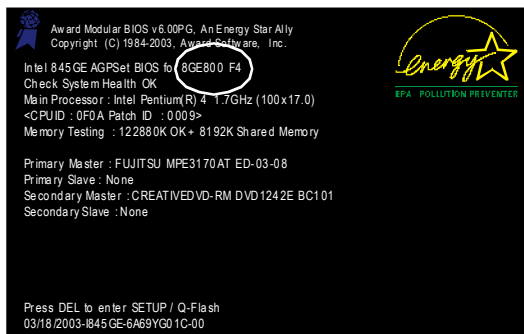 Award Modular BIOS v6.00PG, An Energy Star Ally
Copyright (C) 1984-2003, Award Software, Inc.
energy
EPA POLLUTION PREVENTER
Intel 845GE AGPSet BIOS for 8GE800 F4
Check System Health OK
Main Processor : Intel Pentium(R) 4 1.7GHz (100x17.0)
<CPUID : 0F0A Patch ID : 0009>
Memory Testing : 122880K OK + 8192K Shared Memory
Primary Master : FUJITSU MPE3170AT ED-03-08
Primary Slave : None
Secondary Master : CREATIVEDVD-RM DVD1242E BC101
Secondary Slave : None
Press DEL to enter SETUP / Q-Flash
03/18/2003-I845GE-6A69YG01C-00